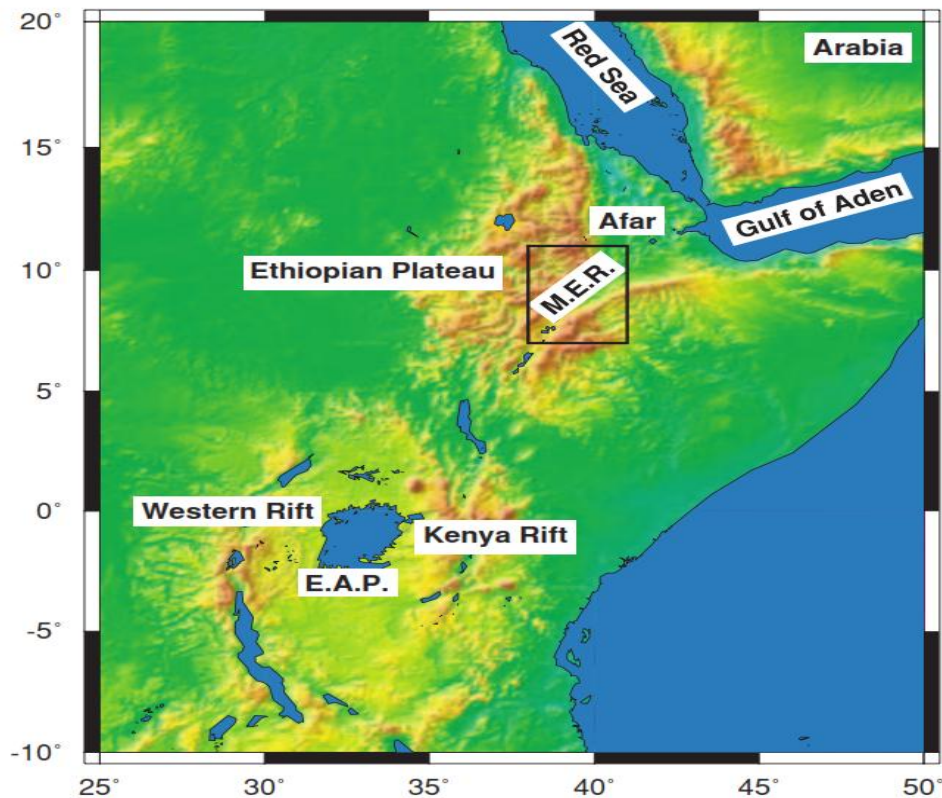 20°
Arabia
Red Sea
15°
Gulf of Aden
Afar
10°
Ethiopian Plateau
M.E.R.
5°
0°
Western Rift
Kenya Rift
E.A.P.
-5°
-10°
25°
30°
35°
40°
45°
50°